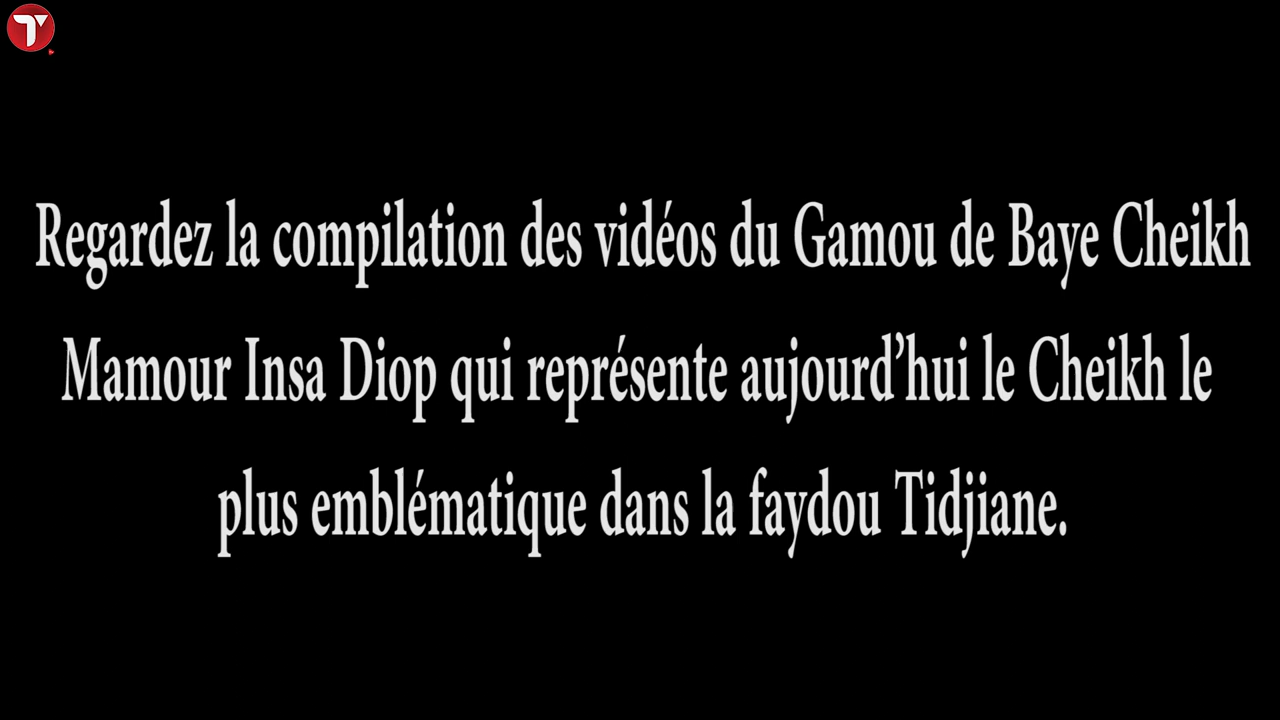 T
Regardez la compilation des vidéos du Gamou de Baye Cheikh
Mamour Insa Diop qui représente aujourd’hui le Cheikh le
plus emblématique dans la faydou Tidjiane.